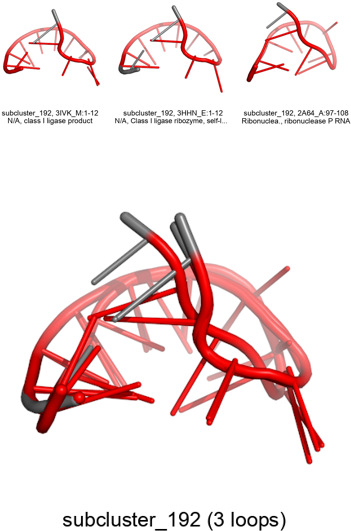 subcluster_192, 3IVK_M:1-12
N/A, Class I ligase product
subcluster_192, 3HHN_E:1-12
N/A, Class I ligase ribozyme, self-l...
subcluster_192, 2A64_A:97-108
Ribonuclea., ribonuclease P RNA
subcluster_192 (3 loops)